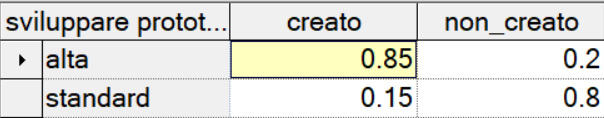 sviluppare protot... creato non_creato
alta 0.85 0.2
standard 0.15 0.8